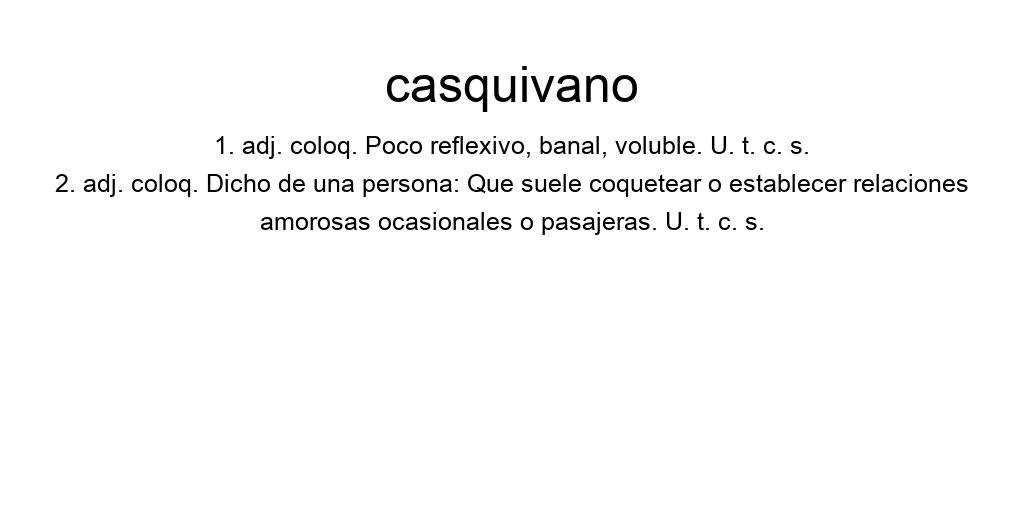 casquivano
1. adj. coloq. Poco reflexivo, banal, voluble. U. t. c. s.
2. adj. coloq. Dicho de una persona: Que suele coquetear o establecer relaciones
amorosas ocasionales o pasajeras. U. t. c. s.